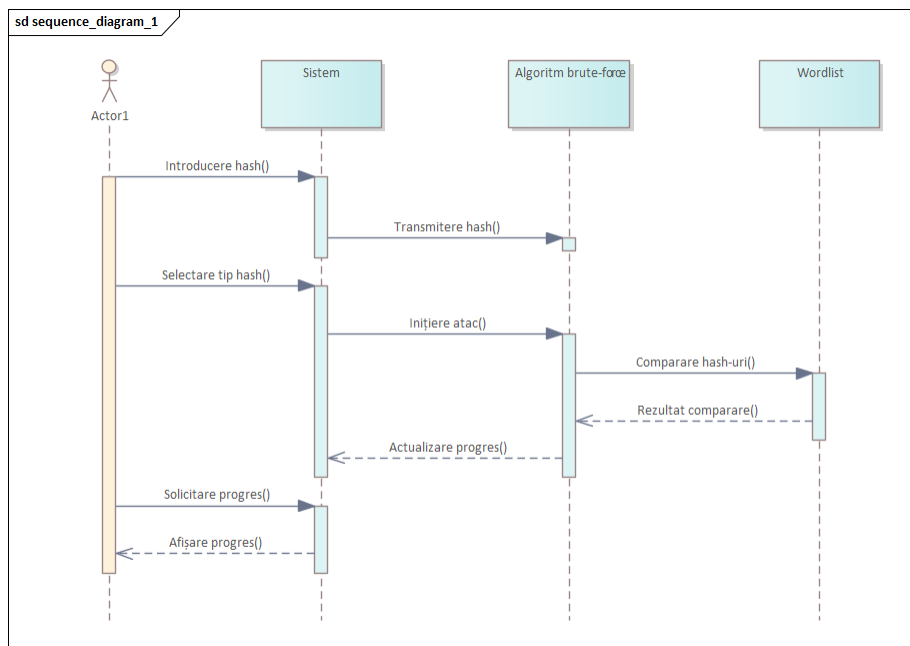 sd sequence_diagram_1
Sistem
Algoritm brute-force
Wordlist
Actor1
Introducere hash()
Transmitere hash()
Selectare tip hash()
Inițiere atac()
Comparare hash-uri()
Rezultat comparare()
Actualizare progres()
Solicitare progres()
Afișare progres()